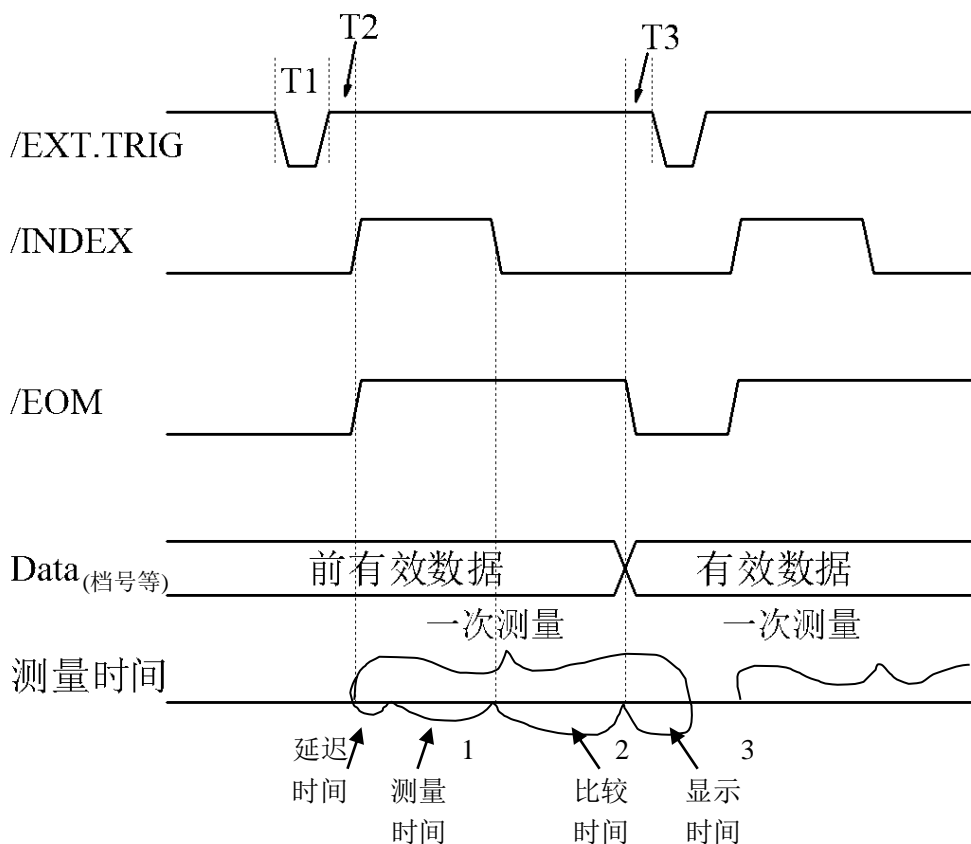 T2
T3
T1
/EXT.TRIG
/INDEX
/EOM
Data(档号等)
前有效数据
有效数据
一次测量
一次测量
测量时间
延迟时间
1
测量时间
2
比较时间
3
显示时间